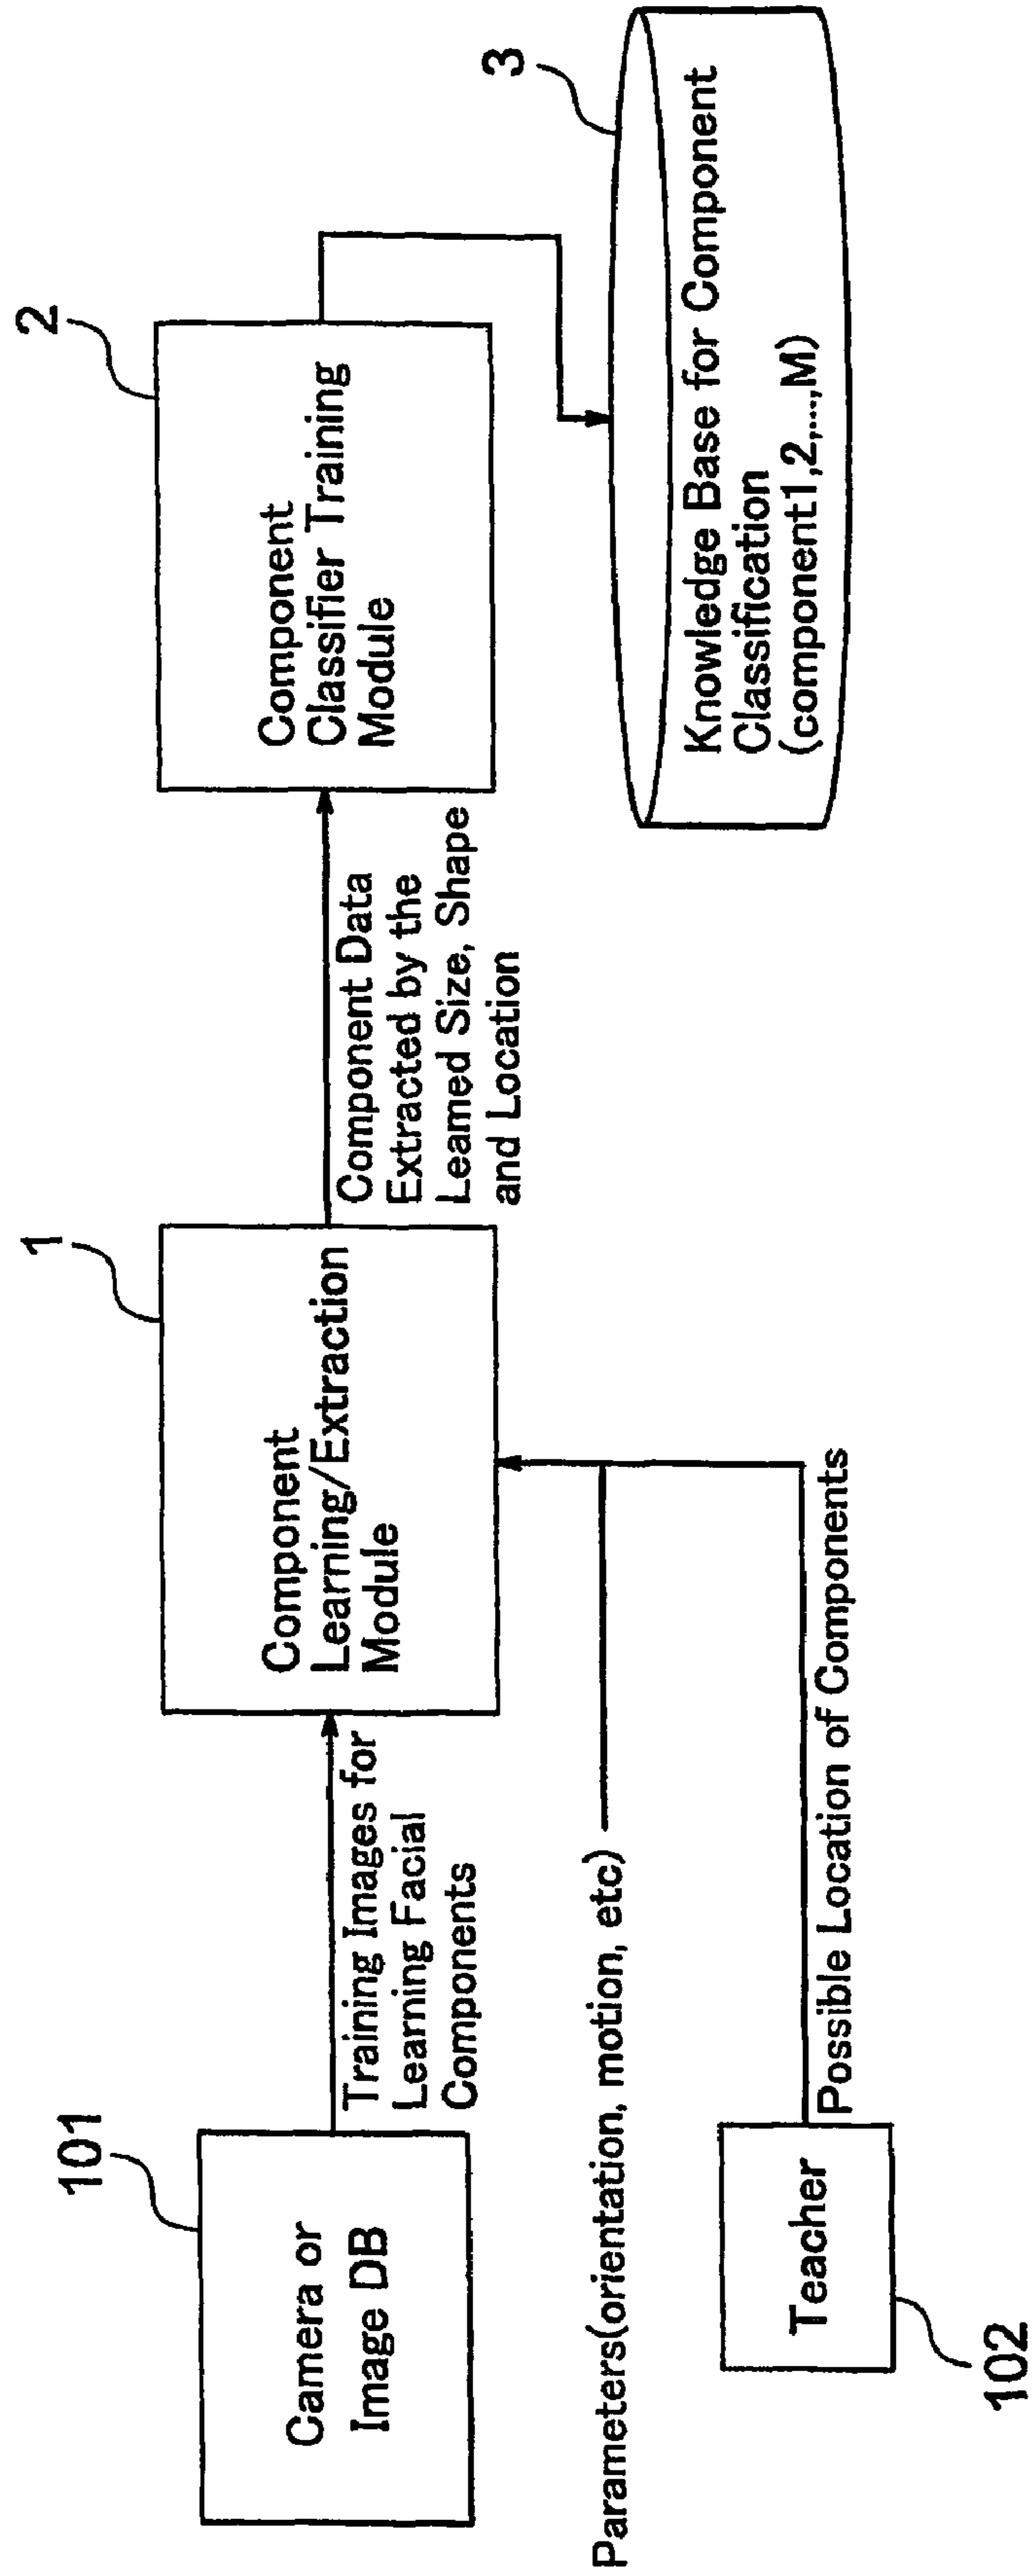 101
Camera or
Image DB
Training Images for
Learning Facial
Components
1
Component
Learning/Extraction
Module
Component Data
Extracted by the
Learned Size, Shape
and Location
2
Component
Classifier Training
Module
3
Knowledge Base for Component
Classification
(component1,2,...,M)
Parameters(orientation, motion, etc)
Teacher
102
Possible Location of Components